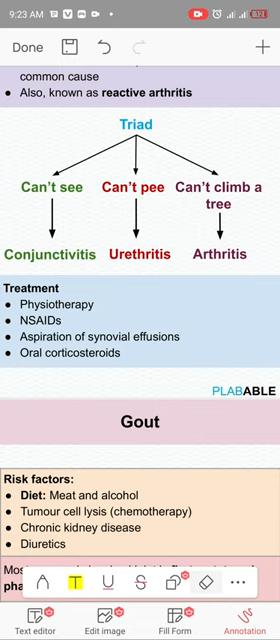 9:23 AM
Done
common cause
• Also, known as reactive arthritis
Triad
Can't see Can't pee Can't climb a
tree
Conjunctivitis Urethritis Arthritis
Treatment
• Physiotherapy
• NSAIDs
• Aspiration of synovial effusions
• Oral corticosteroids
PLABABLE
Gout
Risk factors:
• Diet: Meat and alcohol
• Tumour cell lysis (chemotherapy)
• Chronic kidney disease
• Diuretics
Text editor Edit image Fill Form Annotation